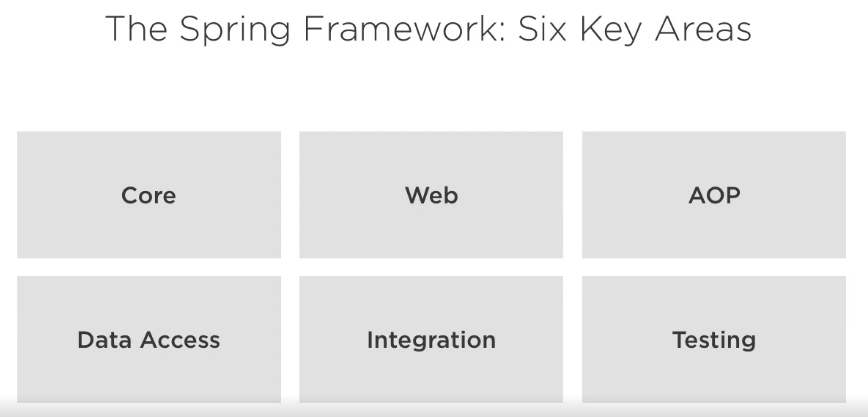 The Spring Framework: Six Key Areas
Core
Web
AOP
Data Access
Integration
Testing